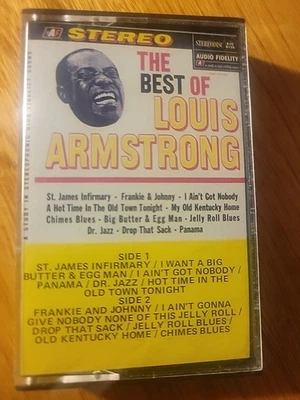 STEREO
STEREODISC
AUDIO FIDELITY
THE
BEST OF
LOUIS
ARMSTRONG
St. James Infirmary - Frankie & Johnny - I Ain't Got Nobody
A Hot Time In The Old Town Tonight - My Old Kentucky Home
Chimes Blues - Big Butter & Egg Man - Jelly Roll Blues
Dr. Jazz - Drop That Sack - Panama
SIDE 1
ST. JAMES INFIRMARY / I WANT A BIG
BUTTER & EGG MAN / I AIN'T GOT NOBODY /
PANAMA / DR. JAZZ / HOT TIME IN THE
OLD TOWN TONIGHT
SIDE 2
FRANKIE AND JOHNNY / I AIN'T GONNA
GIVE NOBODY NONE OF THIS JELLY ROLL /
DROP THAT SACK / JELLY ROLL BLUES /
OLD KENTUCKY HOME / CHIMES BLUES